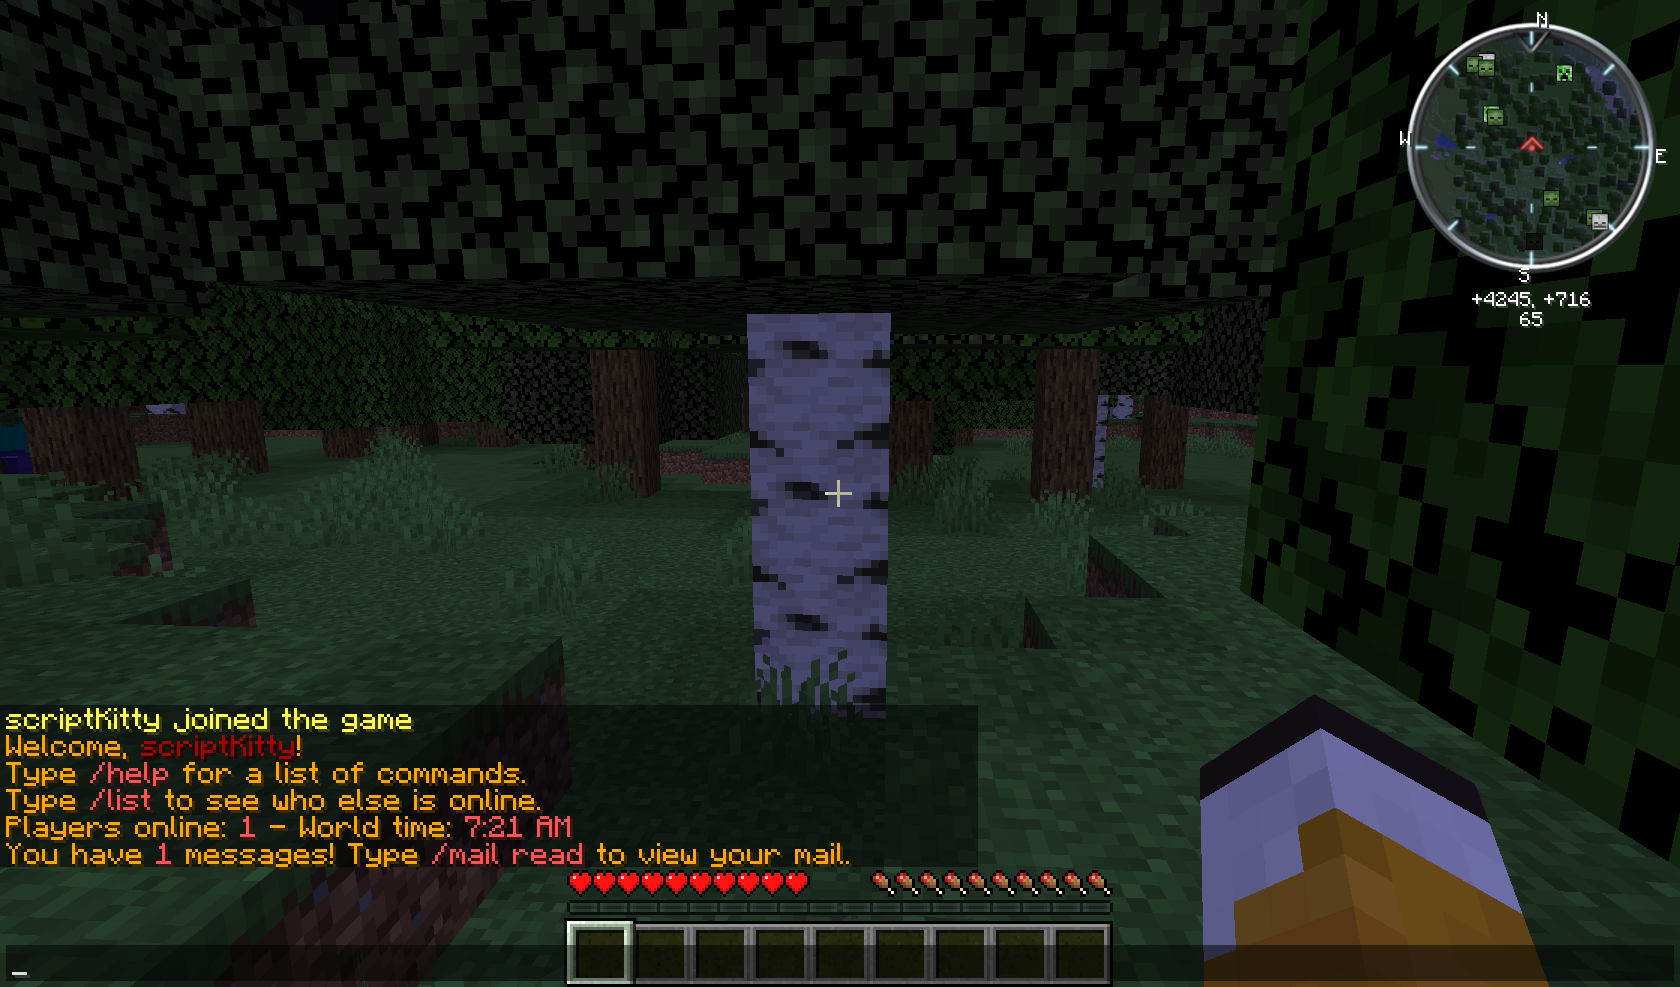 N
W
E
S
+4245, +716
65
scriptKitty joined the game
Welcome, scriptKitty!
Type /help for a list of commands.
Type /list to see who else is online.
Players online: 1 - World time: 7:21 AM
You have 1 messages! Type /mail read to view your mail.
_